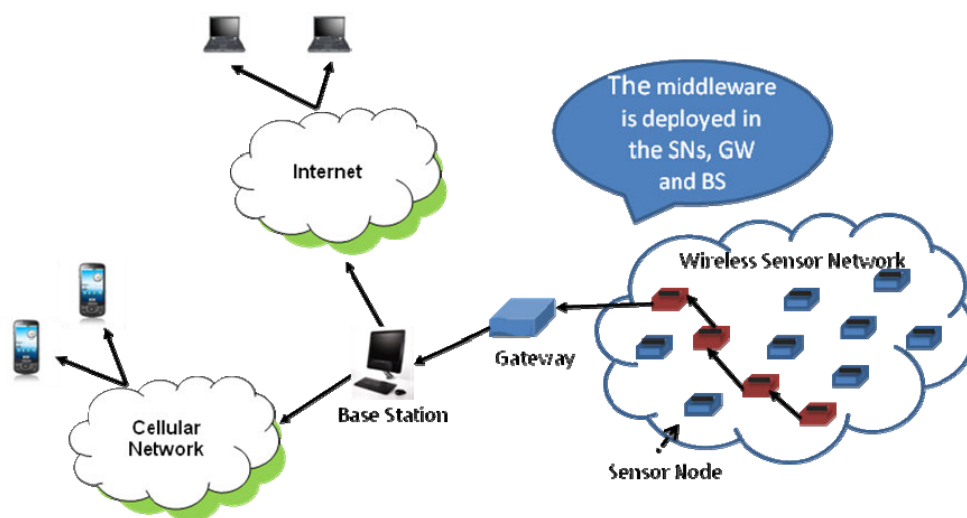 The middleware
is deployed in
the SNs, GW
and BS
Internet
Wireless Sensor Network
Gateway
Base Station
Cellular
Network
Sensor Node